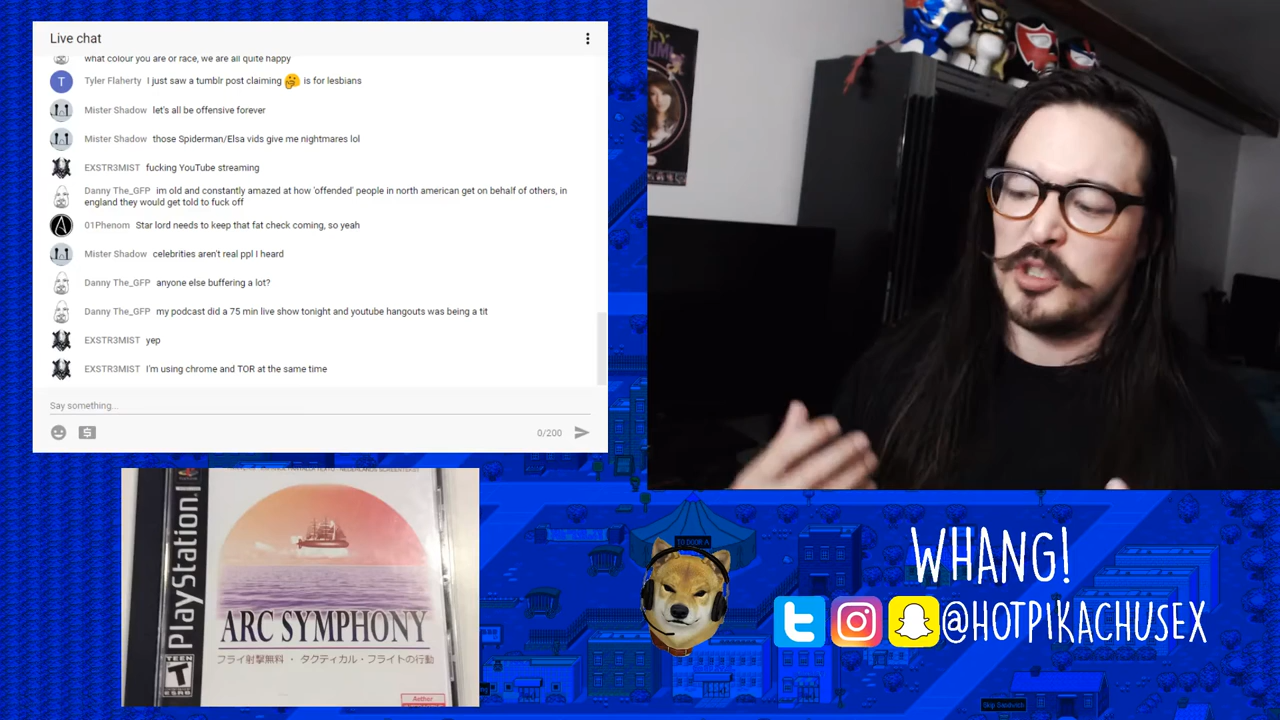 Live chat
what colour you are or race, we are all quite happy
T Tyler Flaherty I just saw a tumblr post claiming 🤔 is for lesbians
Mister Shadow let's all be offensive forever
Mister Shadow those Spiderman/Elsa vids give me nightmares lol
EXSTR3MIST fucking YouTube streaming
Danny The_GFP im old and constantly amazed at how 'offended' people in north american get on behalf of others, in
england they would get told to fuck off
01Phenom Star lord needs to keep that fat check coming, so yeah
Mister Shadow celebrities aren't real ppl I heard
Danny The_GFP anyone else buffering a lot?
Danny The_GFP my podcast did a 75 min live show tonight and youtube hangouts was being a tit
EXSTR3MIST yep
EXSTR3MIST I'm using chrome and TOR at the same time
Say something...
0/200
PlayStation
TEEN
T
ESRB
ARC SYMPHONY
フライ射撃無料・タクティカル・フライトの行動
Aether
WHANG!
@HOTPIKACHUSEX